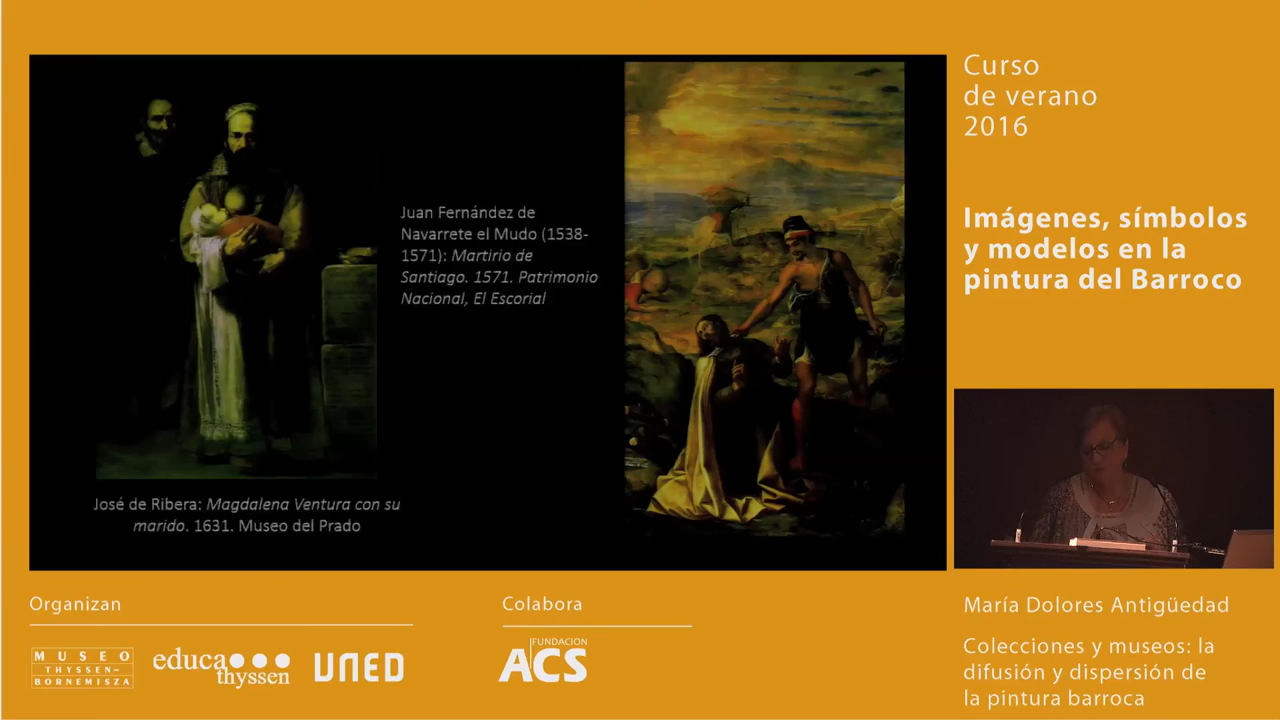 Curso
de verano
2016
Imágenes, símbolos
y modelos en la
pintura del Barroco
Juan Fernández de
Navarrete el Mudo (1538-
1571): Martirio de
Santiago. 1571. Patrimonio
Nacional, El Escorial
José de Ribera: Magdalena Ventura con su
marido. 1631. Museo del Prado
Organizan
MUSEO
THYSSEN-
BORNEMISZA
educa
thyssen
UNED
Colabora
FUNDACION
ACS
María Dolores Antigüedad
Colecciones y museos: la
difusión y dispersión de
la pintura barroca